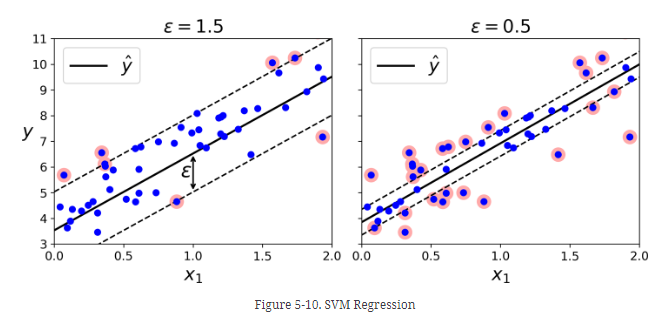 ε = 1.5
ε = 0.5
11
10
9
8
7
6
5
4
3
y
ŷ
ε
0.0 0.5 1.0 1.5 2.0
x₁
ŷ
0.0 0.5 1.0 1.5 2.0
x₁
Figure 5-10. SVM Regression